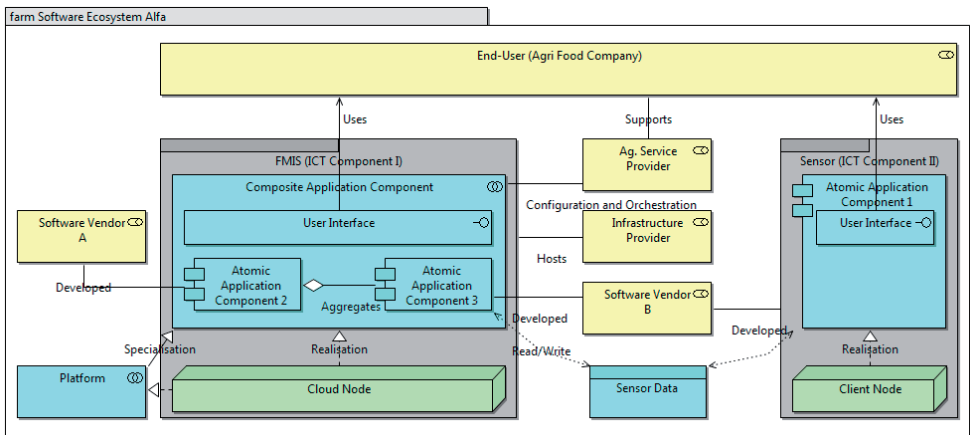 farm Software Ecosystem Alfa
End-User (Agri Food Company)
Uses
Supports
Uses
FMIS (ICT Component I)
Ag. Service
Provider
Sensor (ICT Component II)
Composite Application Component
Atomic Application
Component 1
Configuration and Orchestration
Software Vendor
A
User Interface
Infrastructure
Provider
User Interface
Hosts
Atomic
Application
Component 2
Atomic
Application
Component 3
Developed
Aggregates
Software Vendor
B
Developed
Developed
Specialisation
Realisation
Read/Write
Realisation
Platform
Cloud Node
Sensor Data
Client Node